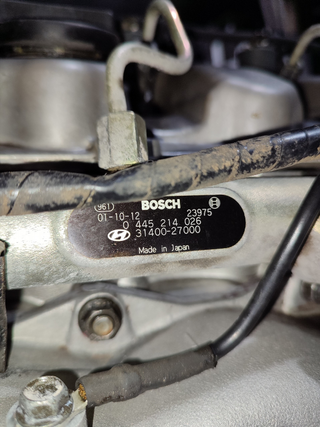 (961) BOSCH
01-10-12 23975
0 445 214 026
31400-27000
Made in Japan